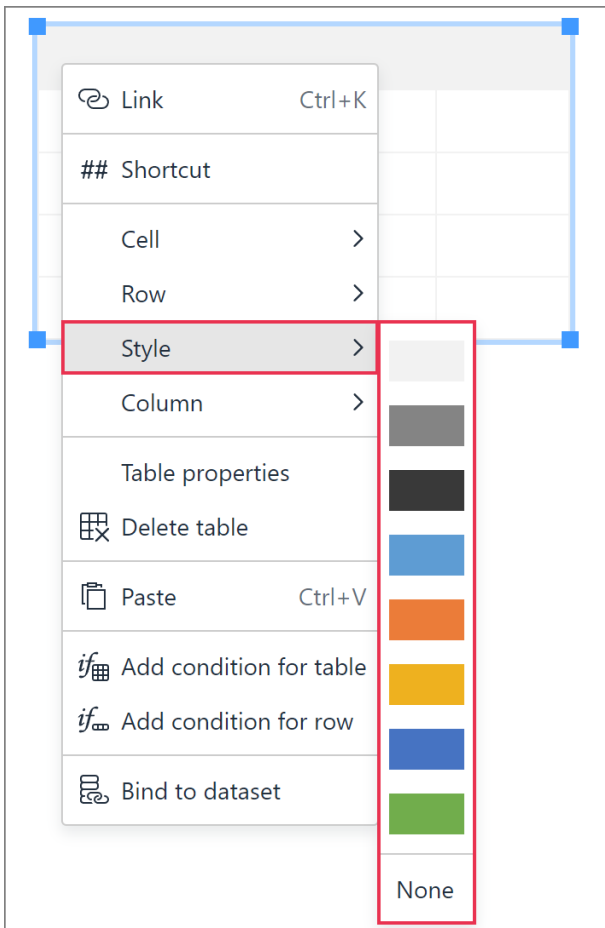 Link Ctrl+K
## Shortcut
Cell
Row
Style
Column
Table properties
Delete table
Paste Ctrl+V
if Add condition for table
if Add condition for row
Bind to dataset
None